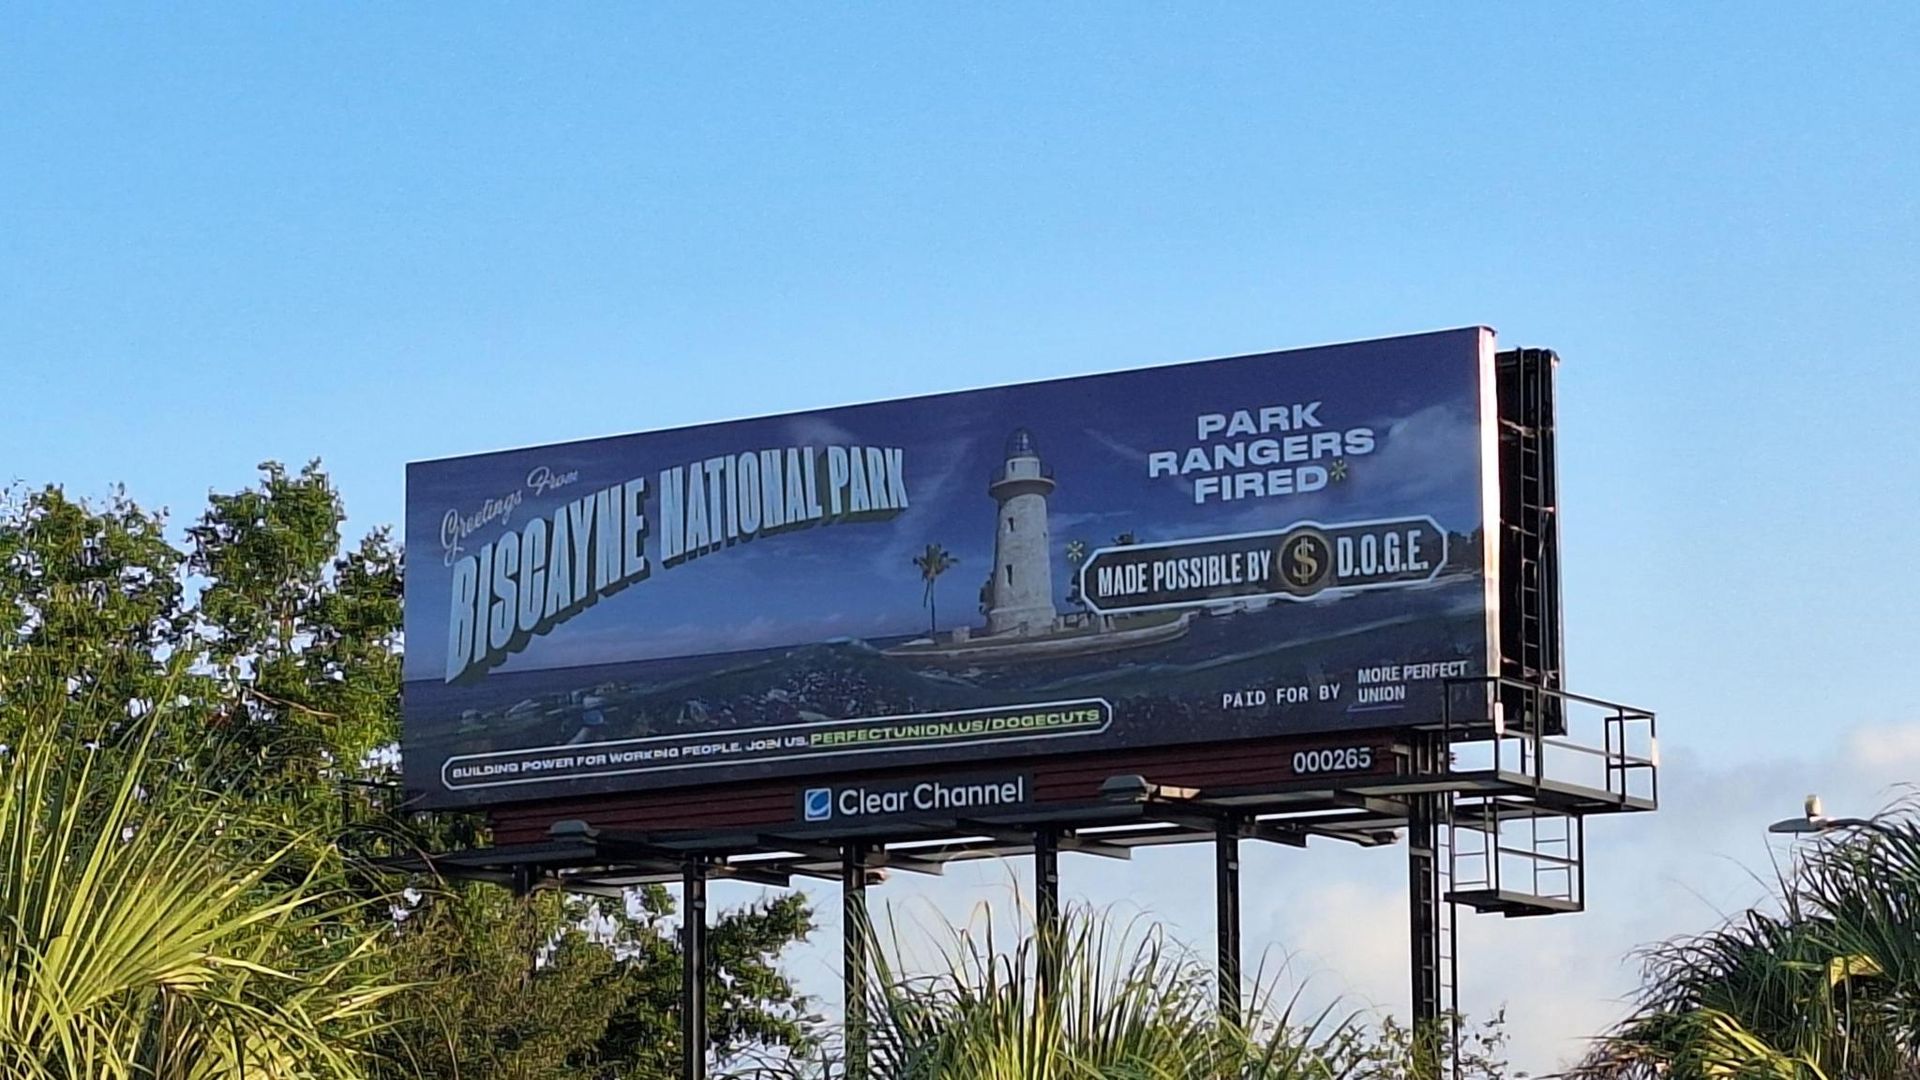 Greetings From
BISCAYNE NATIONAL PARK
PARK
RANGERS
FIRED*
* MADE POSSIBLE BY $ D.O.G.E.
PAID FOR BY MORE PERFECT
UNION
BUILDING POWER FOR WORKING PEOPLE. JOIN US. PERFECTUNION.US/DOGECUTS
000265
Clear Channel